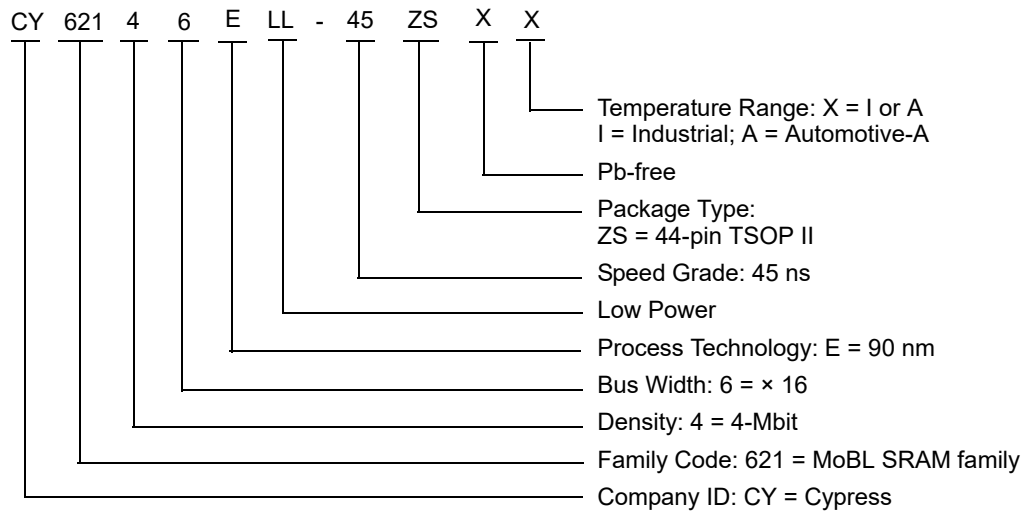 CY 621 4 6 E LL - 45 ZS X X
Temperature Range: X = I or A
I = Industrial; A = Automotive-A
Pb-free
Package Type:
ZS = 44-pin TSOP II
Speed Grade: 45 ns
Low Power
Process Technology: E = 90 nm
Bus Width: 6 = × 16
Density: 4 = 4-Mbit
Family Code: 621 = MoBL SRAM family
Company ID: CY = Cypress